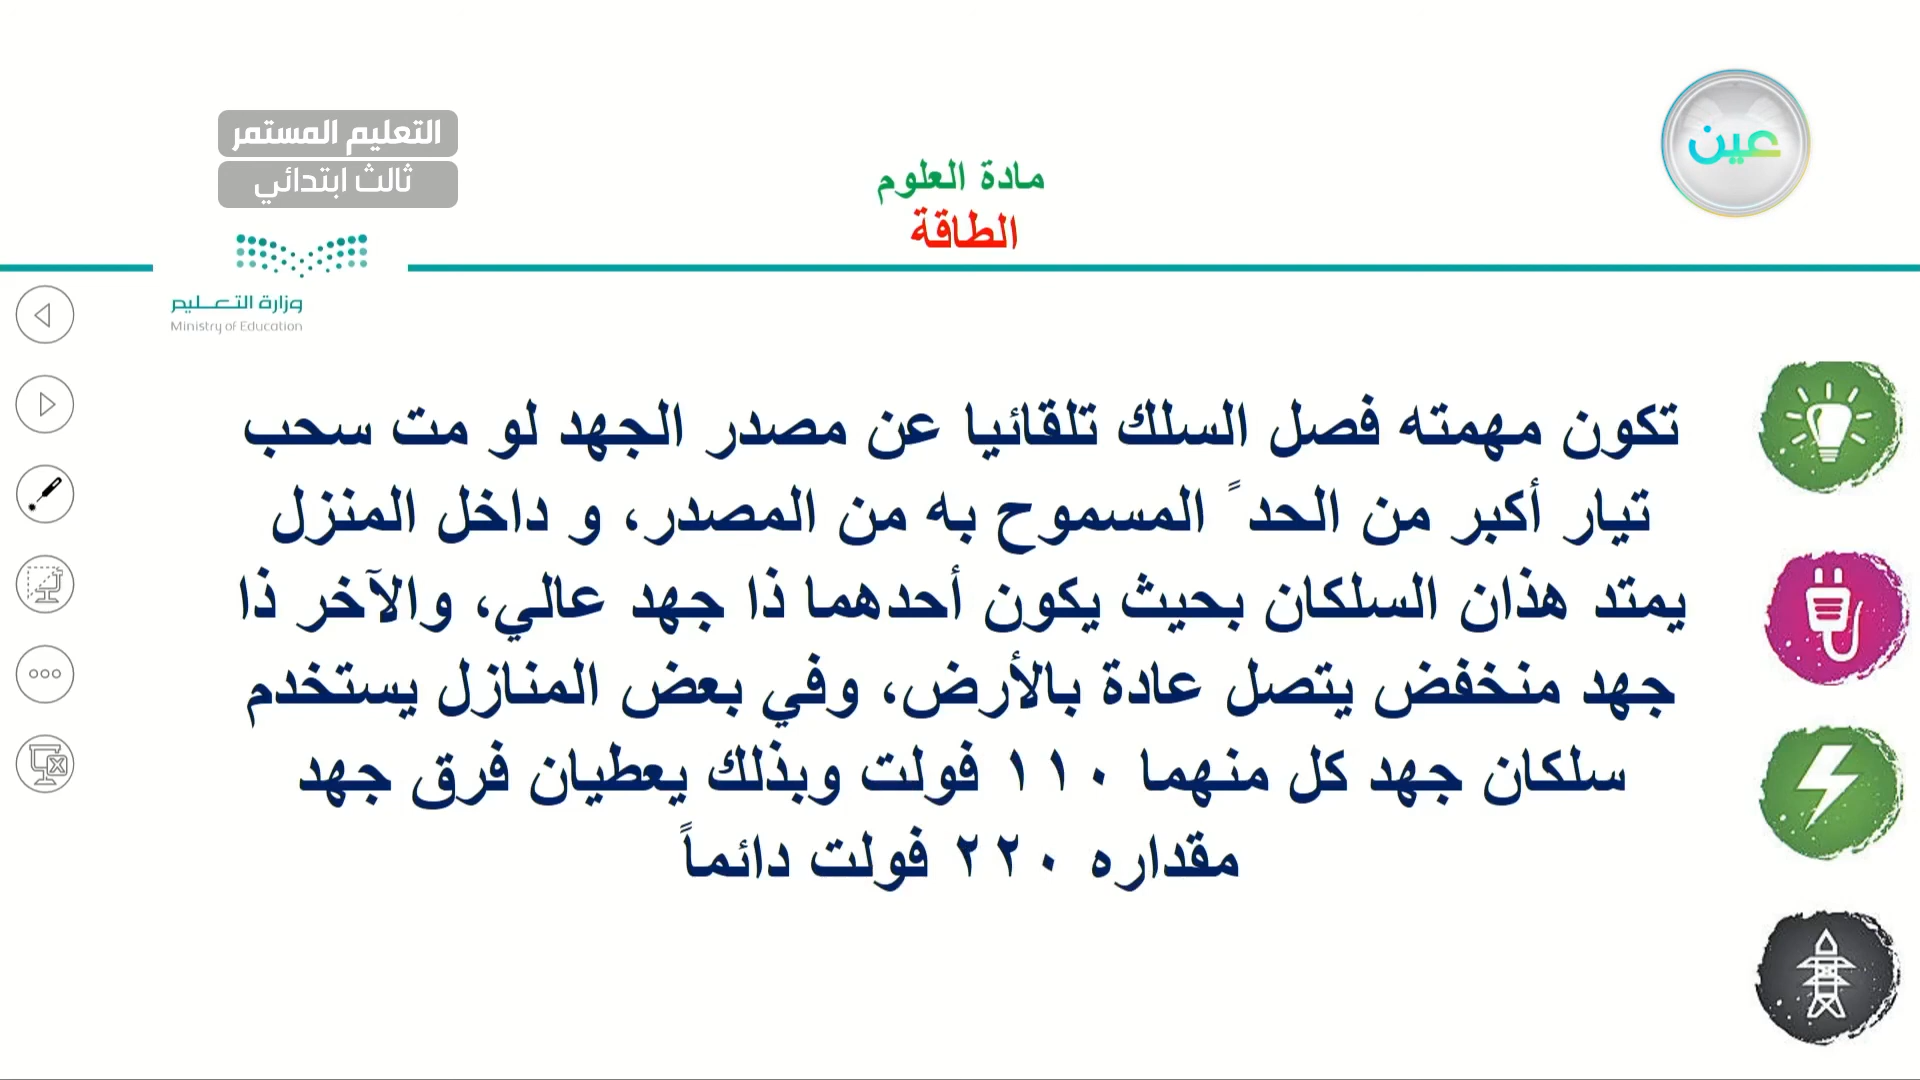 عين
التعليم المستمر
ثالث ابتدائي
مادة العلوم
الطاقة
وزارة التعـــليم
Ministry of Education
تكون مهمته فصل السلك تلقائيا عن مصدر الجهد لو مت سحب
تيار أكبر من الحد ً المسموح به من المصدر، و داخل المنزل
يمتد هذان السلكان بحيث يكون أحدهما ذا جهد عالي، والآخر ذا
جهد منخفض يتصل عادة بالأرض، وفي بعض المنازل يستخدم
سلكان جهد كل منهما ١١٠ فولت وبذلك يعطيان فرق جهد
مقداره ٢٢٠ فولت دائماً